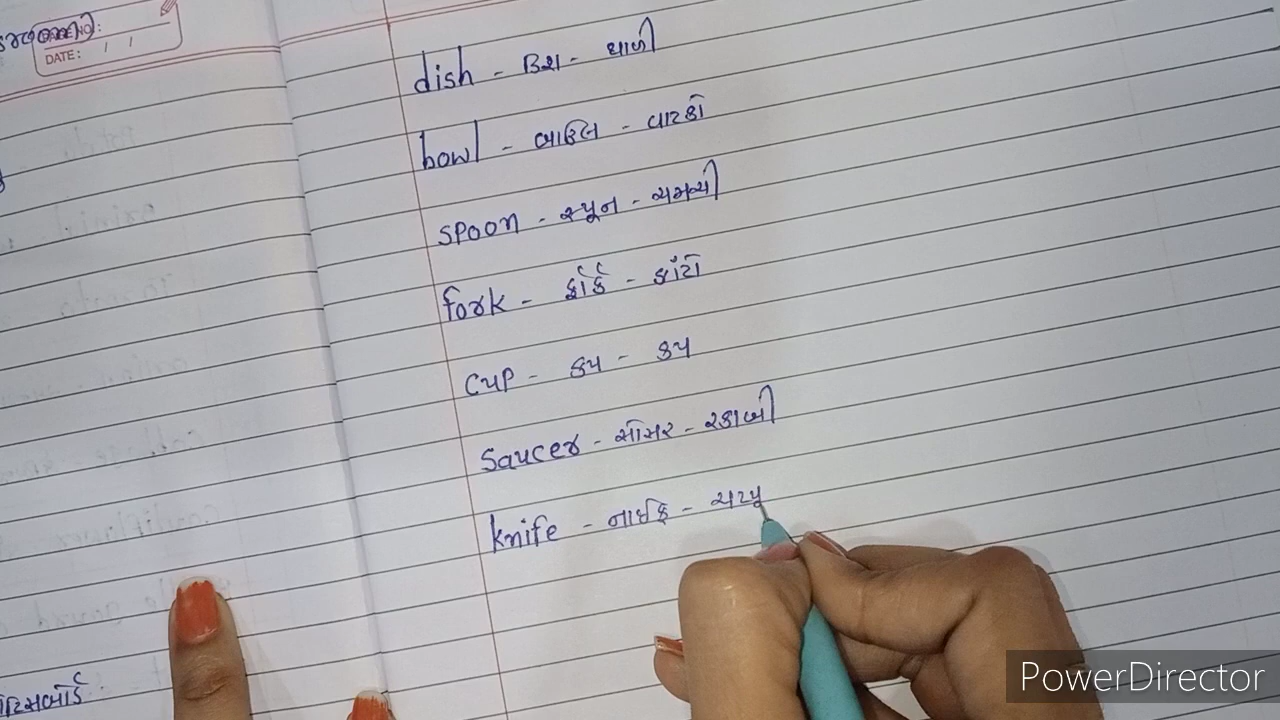 DATE: / /
dish - ડિશ - થાળી
bowl - બાઉલ - વાટકો
spoon - સ્પૂન - ચમચી
fork - ફોર્ક - કાંટો
cup - કપ - કપ
saucer - સોસર - રકાબી
knife - નાઈફ - ચપ્પૂ
PowerDirector